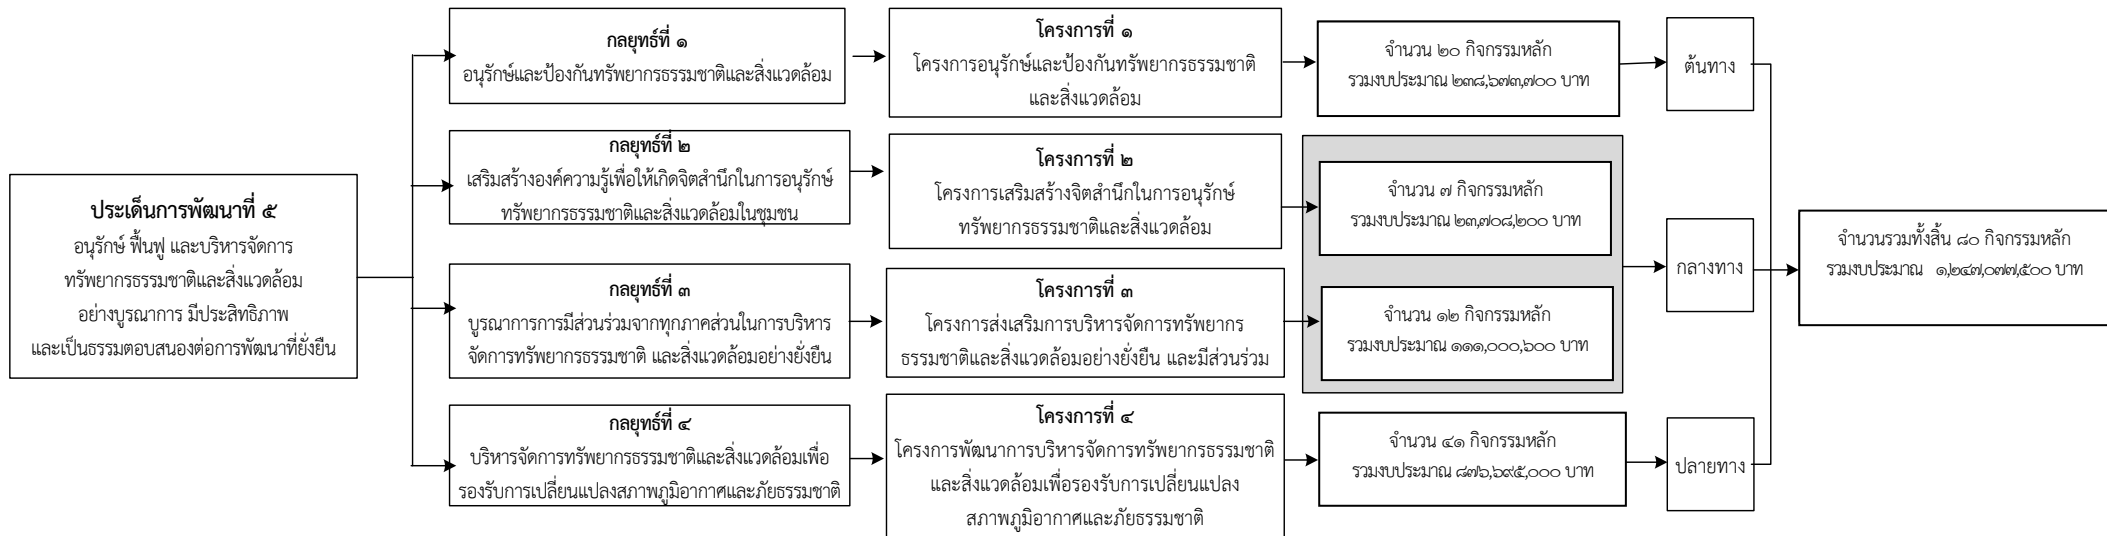 ประเด็นการพัฒนาที่ ๕
อนุรักษ์ ฟื้นฟู และบริหารจัดการ
ทรัพยากรธรรมชาติและสิ่งแวดล้อม
อย่างบูรณาการ มีประสิทธิภาพ
และเป็นธรรมตอบสนองต่อการพัฒนาที่ยั่งยืน
กลยุทธ์ที่ ๑
อนุรักษ์และป้องกันทรัพยากรธรรมชาติและสิ่งแวดล้อม
โครงการที่ ๑
โครงการอนุรักษ์และป้องกันทรัพยากรธรรมชาติ
และสิ่งแวดล้อม
จำนวน ๒๐ กิจกรรมหลัก
รวมงบประมาณ ๒๓๘,๖๗๓,๗๐๐ บาท
ต้นทาง
กลยุทธ์ที่ ๒
เสริมสร้างองค์ความรู้เพื่อให้เกิดจิตสำนึกในการอนุรักษ์
ทรัพยากรธรรมชาติและสิ่งแวดล้อมในชุมชน
โครงการที่ ๒
โครงการเสริมสร้างจิตสำนึกในการอนุรักษ์
ทรัพยากรธรรมชาติและสิ่งแวดล้อม
จำนวน ๗ กิจกรรมหลัก
รวมงบประมาณ ๒๓,๗๐๘,๒๐๐ บาท
กลยุทธ์ที่ ๓
บูรณาการการมีส่วนร่วมจากทุกภาคส่วนในการบริหาร
จัดการทรัพยากรธรรมชาติ และสิ่งแวดล้อมอย่างยั่งยืน
โครงการที่ ๓
โครงการส่งเสริมการบริหารจัดการทรัพยากร
ธรรมชาติและสิ่งแวดล้อมอย่างยั่งยืน และมีส่วนร่วม
จำนวน ๑๒ กิจกรรมหลัก
รวมงบประมาณ ๑๑๑,๐๐๐,๖๐๐ บาท
กลางทาง
กลยุทธ์ที่ ๔
บริหารจัดการทรัพยากรธรรมชาติและสิ่งแวดล้อมเพื่อ
รองรับการเปลี่ยนแปลงสภาพภูมิอากาศและภัยธรรมชาติ
โครงการที่ ๔
โครงการพัฒนาการบริหารจัดการทรัพยากรธรรมชาติ
และสิ่งแวดล้อมเพื่อรองรับการเปลี่ยนแปลง
สภาพภูมิอากาศและภัยธรรมชาติ
จำนวน ๔๑ กิจกรรมหลัก
รวมงบประมาณ ๘๗๖,๖๙๕,๐๐๐ บาท
ปลายทาง
จำนวนรวมทั้งสิ้น ๘๐ กิจกรรมหลัก
รวมงบประมาณ ๑,๒๔๗,๐๗๗,๕๐๐ บาท